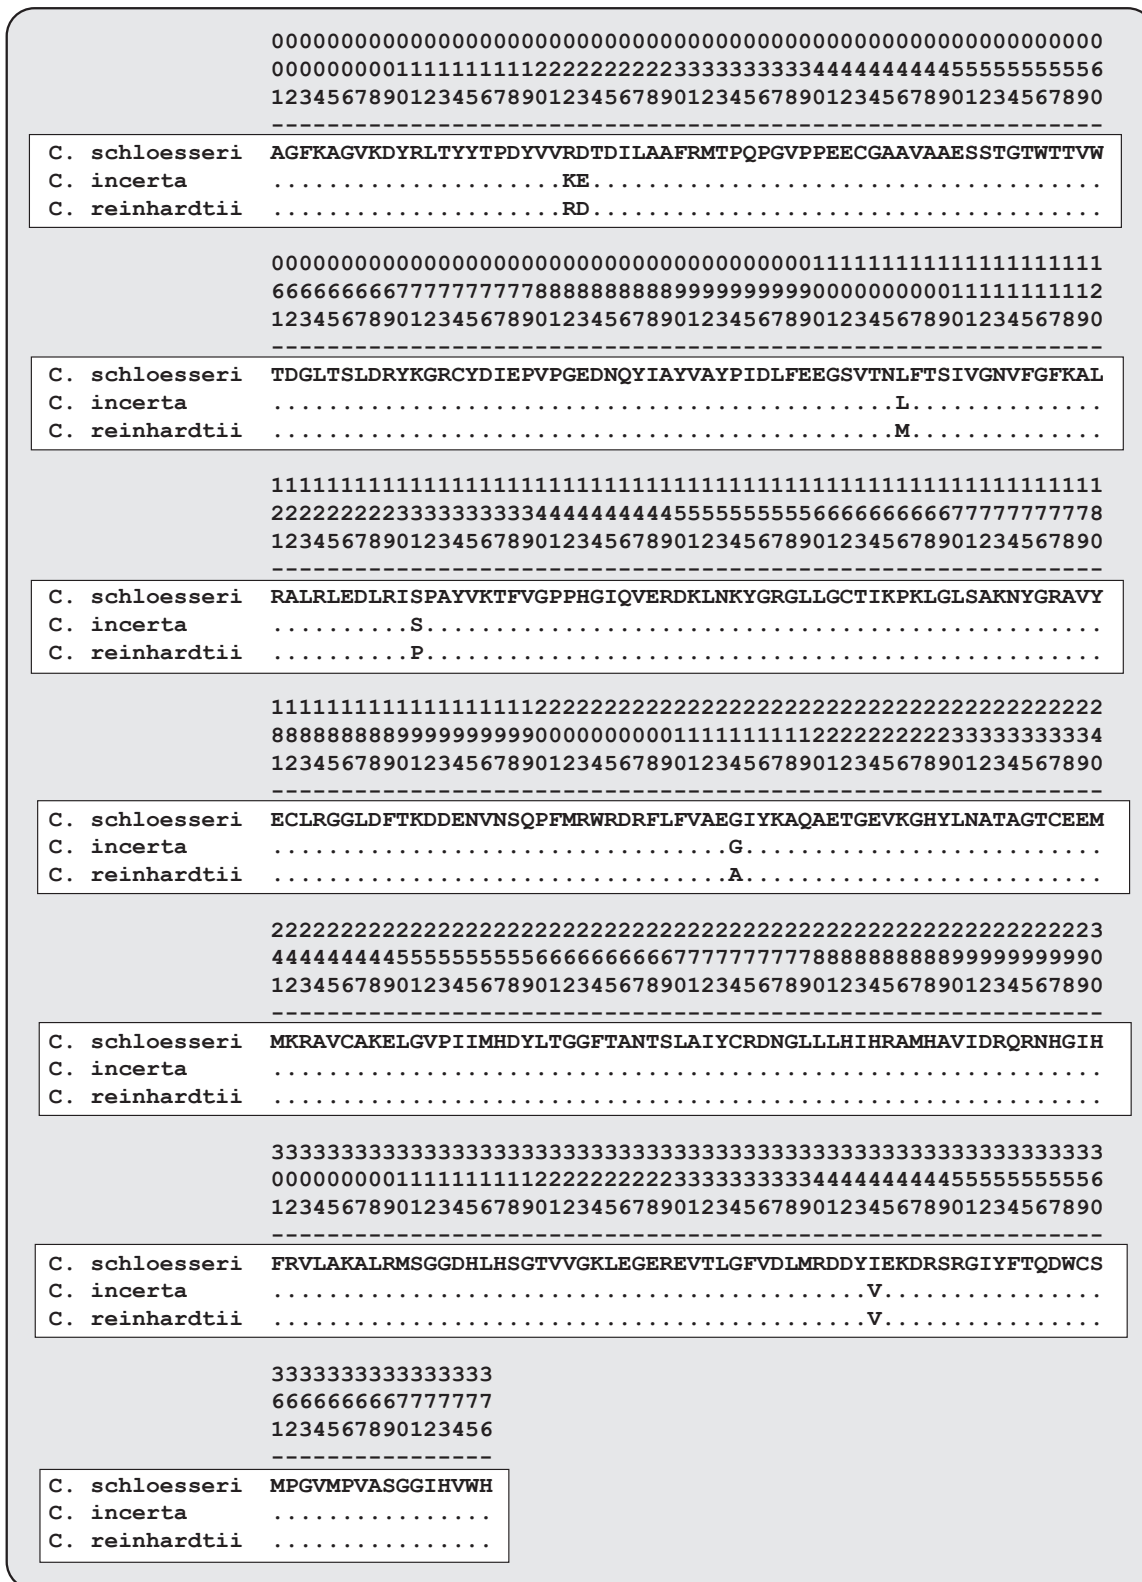 000000000000000000000000000000000000000000000000000000000000
000000000111111111122222222223333333333444444444455555555556
123456789012345678901234567890123456789012345678901234567890
------------------------------------------------------------
C. schloesseri AGFKAGVKDYRLTYYTPDYVVRDTDILAAFRMTPQPGVPPEECGAAVAAESSTGTWTTVW
C. incerta .....................KE.....................................
C. reinhardtii .....................RD.....................................
000000000000000000000000000000000000000111111111111111111111
666666666777777777788888888889999999999000000000011111111112
123456789012345678901234567890123456789012345678901234567890
------------------------------------------------------------
C. schloesseri TDGLTSLDRYKGRCYDIEPVPGEDNQYIAYVAYPIDLFEEGSVTNLFTSIVGNVFGFKAL
C. incerta .............................................L..............
C. reinhardtii .............................................M..............
111111111111111111111111111111111111111111111111111111111111
222222222333333333344444444445555555555666666666677777777778
123456789012345678901234567890123456789012345678901234567890
------------------------------------------------------------
C. schloesseri RALRLEDLRISPAYVKTFVGPPHGIQVERDKLNKYGRGLLGCTIKPKLGLSAKNYGRAVY
C. incerta ..........S.................................................
C. reinhardtii ..........P.................................................
111111111111111111122222222222222222222222222222222222222222
888888888999999999900000000001111111111222222222233333333334
123456789012345678901234567890123456789012345678901234567890
------------------------------------------------------------
C. schloesseri ECLRGGLDFTKDDENVNSQPFMRWRDRFLFVAEGIYKAQAETGEVKGHYLNATAGTCEEM
C. incerta .................................G..........................
C. reinhardtii .................................A..........................
222222222222222222222222222222222222222222222222222222222223
444444444555555555566666666667777777777888888888899999999990
123456789012345678901234567890123456789012345678901234567890
------------------------------------------------------------
C. schloesseri MKRAVCAKELGVPIIMHDYLTGGFTANTSLAIYCRDNGLLLHIHRAMHAVIDRQRNHGIH
C. incerta ............................................................
C. reinhardtii ............................................................
333333333333333333333333333333333333333333333333333333333333
000000000111111111122222222223333333333444444444455555555556
123456789012345678901234567890123456789012345678901234567890
------------------------------------------------------------
C. schloesseri FRVLAKALRMSGGDHLHSGTVVGKLEGEREVTLGFVDLMRDDYIEKDRSRGIYFTQDWCS
C. incerta ...........................................V................
C. reinhardtii ...........................................V................
3333333333333333
6666666667777777
1234567890123456
----------------
C. schloesseri MPGVMPVASGGIHVWH
C. incerta ................
C. reinhardtii ................